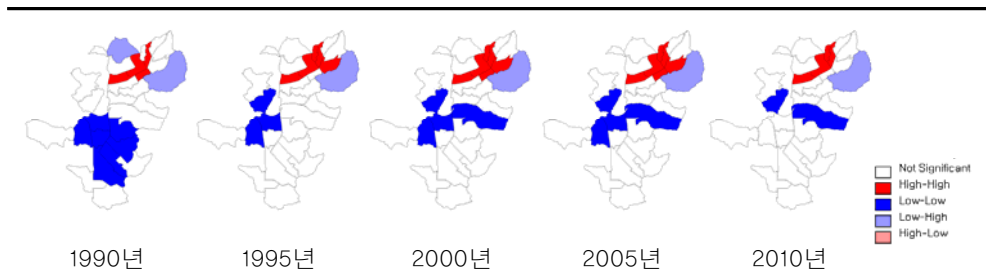 Not Significant
High-High
Low-Low
Low-High
High-Low
1990년 1995년 2000년 2005년 2010년